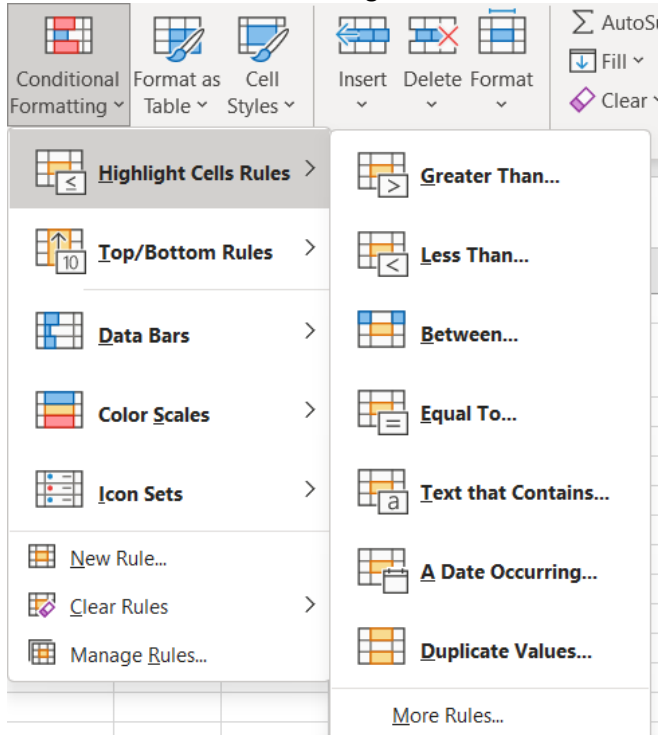 AutoSu
Fill
Clear
Conditional
Formatting
Format as
Table
Cell
Styles
Insert
Delete
Format
Highlight Cells Rules
Top/Bottom Rules
10
Data Bars
Color Scales
Icon Sets
New Rule...
Clear Rules
Manage Rules...
≤
>
Greater Than...
<
Less Than...
Between...
=
Equal To...
a
Text that Contains...
A Date Occurring...
Duplicate Values...
More Rules...